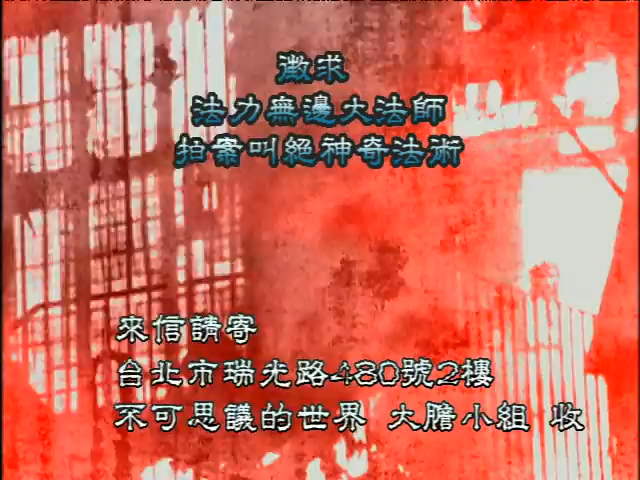 徵求
法力無邊大法師
拍案叫絕神奇法術
來信請寄
台北市瑞光路480號2樓
不可思議的世界 大膽小組 收